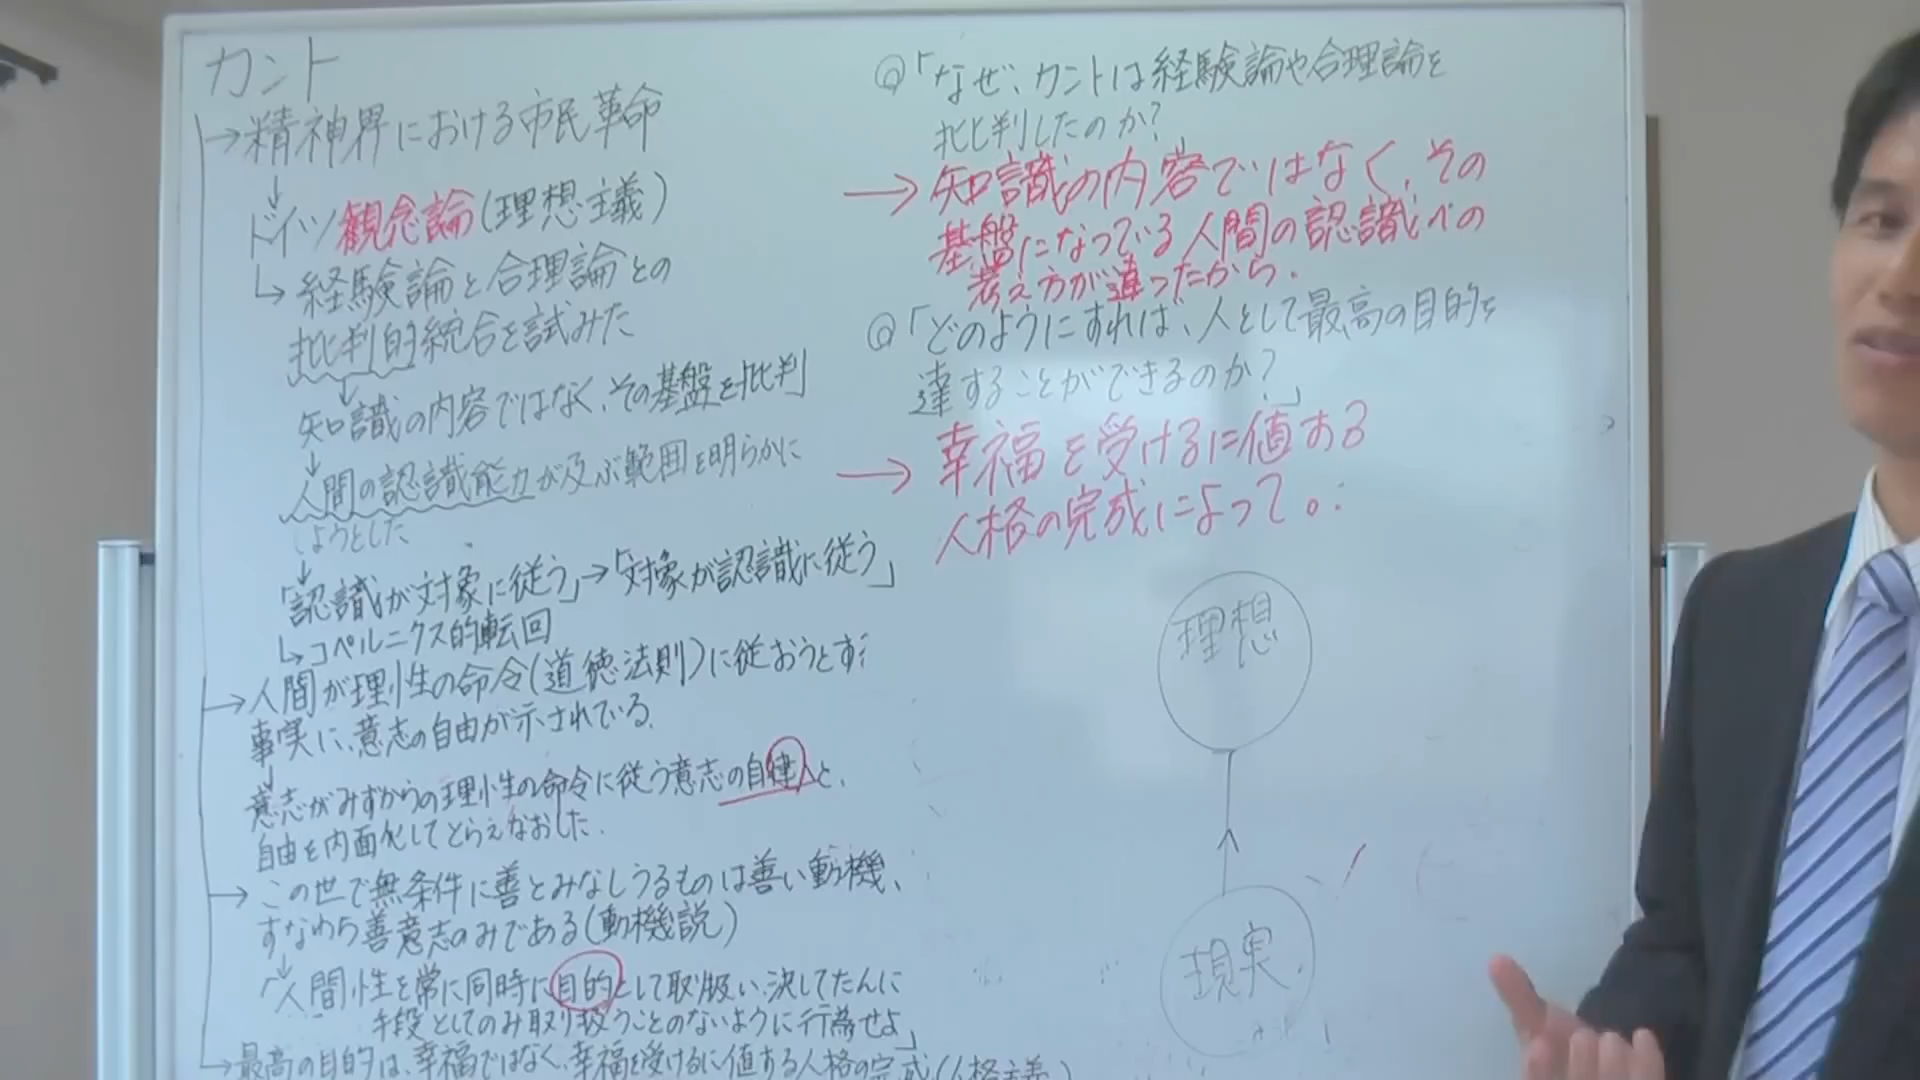 カント
→精神界における市民革命
↓
ドイツ観念論(理想主義)
↳経験論と合理論との
批判的統合を試みた
↓
知識の内容ではなく、その基盤を批判
↓
人間の認識能力が及ぶ範囲を明らかに
しようとした
↓
「認識が対象に従う」→「対象が認識に従う」
↳コペルニクス的転回
→人間が理性の命令(道徳法則)に従おうとす
事実に、意志の自由が示されている.
↓
意志がみずからの理性の命令に従う意志の自律と、
自由を内面化してとらえなおした.
→この世で無条件に善とみなしうるものは善い動機、
すなわち善意志のみである(動機説)
↓
「人間性を常に同時に目的として取り扱い、決してたんに
手段としてのみ取り扱うことのないように行為せよ」
→最高の目的は、幸福ではなく、幸福を受けるに値する人格の完成(人格主義)
Q「なぜ、カントは経験論や合理論を
批判したのか?
→知識の内容ではなく、その
基盤になっている人間の認識への
考え方が違ったから.
Q「どのようにすれば、人として最高の目的を
達することができるのか?」
→幸福を受けるに値する
人格の完成によって。
理想
現実